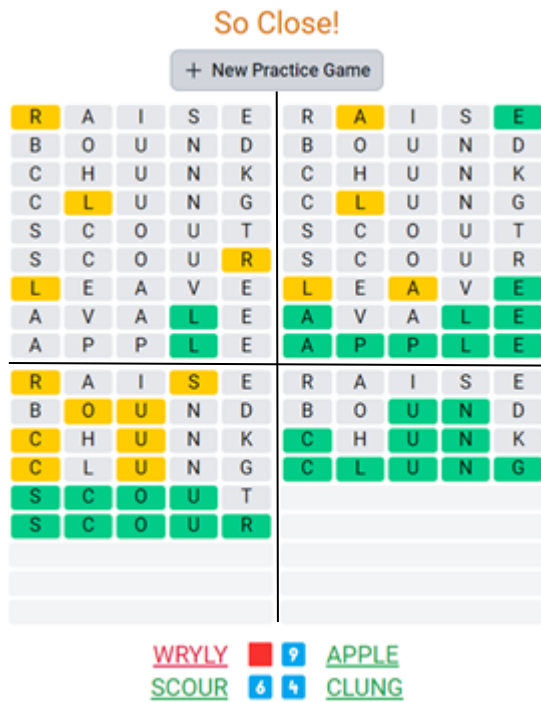 So Close!
+ New Practice Game
R A I S E R A I S E
B O U N D B O U N D
C H U N K C H U N K
C L U N G C L U N G
S C O U T S C O U T
S C O U R S C O U R
L E A V E L E A V E
A V A L E A V A L E
A P P L E A P P L E
R A I S E R A I S E
B O U N D B O U N D
C H U N K C H U N K
C L U N G C L U N G
S C O U T
S C O U R
WRYLY 9 APPLE
SCOUR 6 4 CLUNG